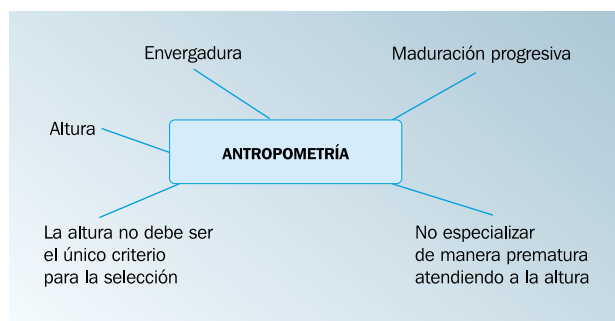 Envergadura
Maduración progresiva
Altura
ANTROPOMETRÍA
La altura no debe ser
el único criterio
para la selección
No especializar
de manera prematura
atendiendo a la altura